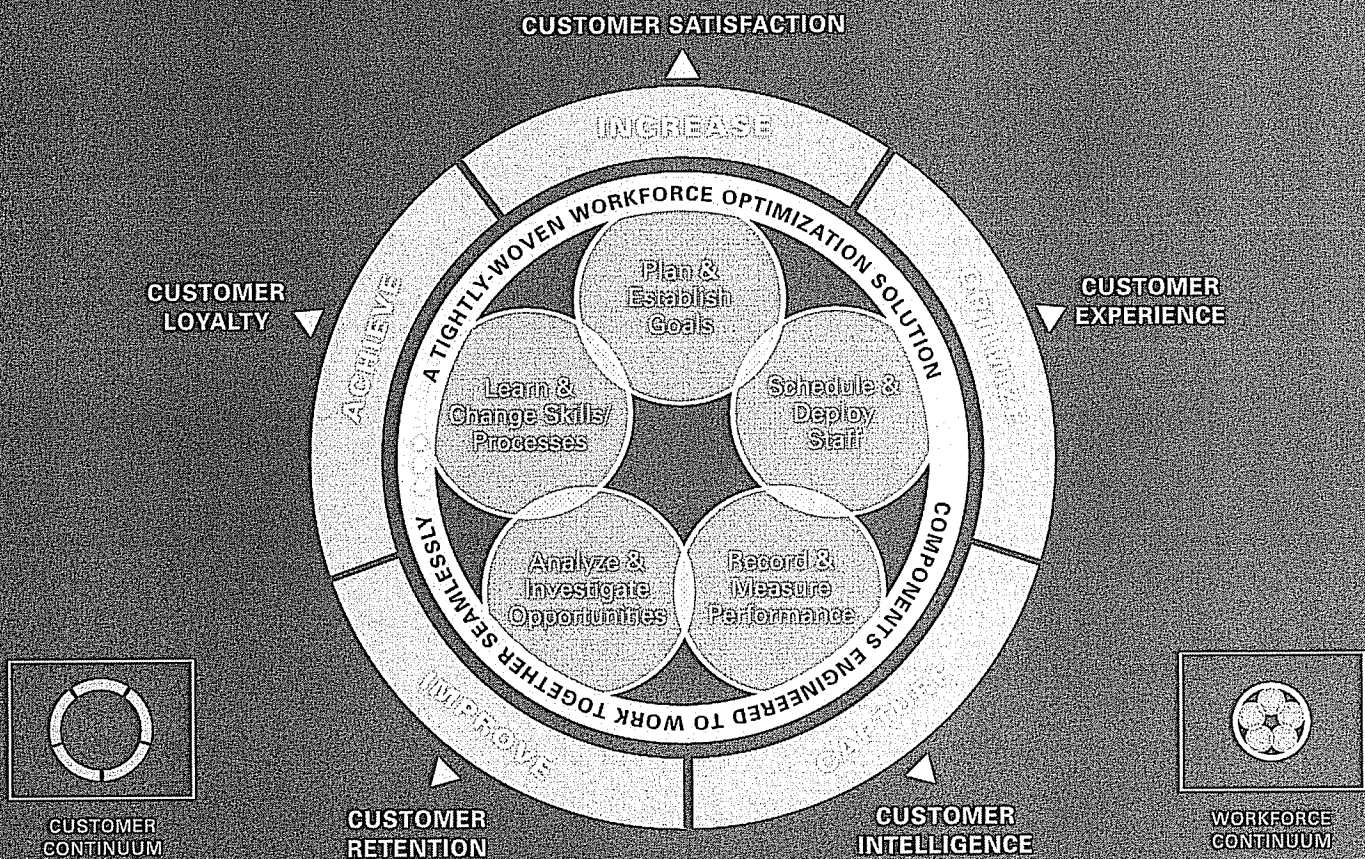 CUSTOMER SATISFACTION
INCREASE
A TIGHTLY-WOVEN WORKFORCE OPTIMIZATION SOLUTION
COMPONENTS ENGINEERED TO WORK TOGETHER SEAMLESSLY
Plan &
Establish
Goals
CUSTOMER
LOYALTY
ACHIEVE
CUSTOMER
EXPERIENCE
Learn &
Change Skills/
Processes
Schedule &
Deploy
Staff
Analyze &
Investigate
Opportunities
Record &
Measure
Performance
IMPROVE
CUSTOMER
RETENTION
CUSTOMER
INTELLIGENCE
CUSTOMER
CONTINUUM
WORKFORCE
CONTINUUM